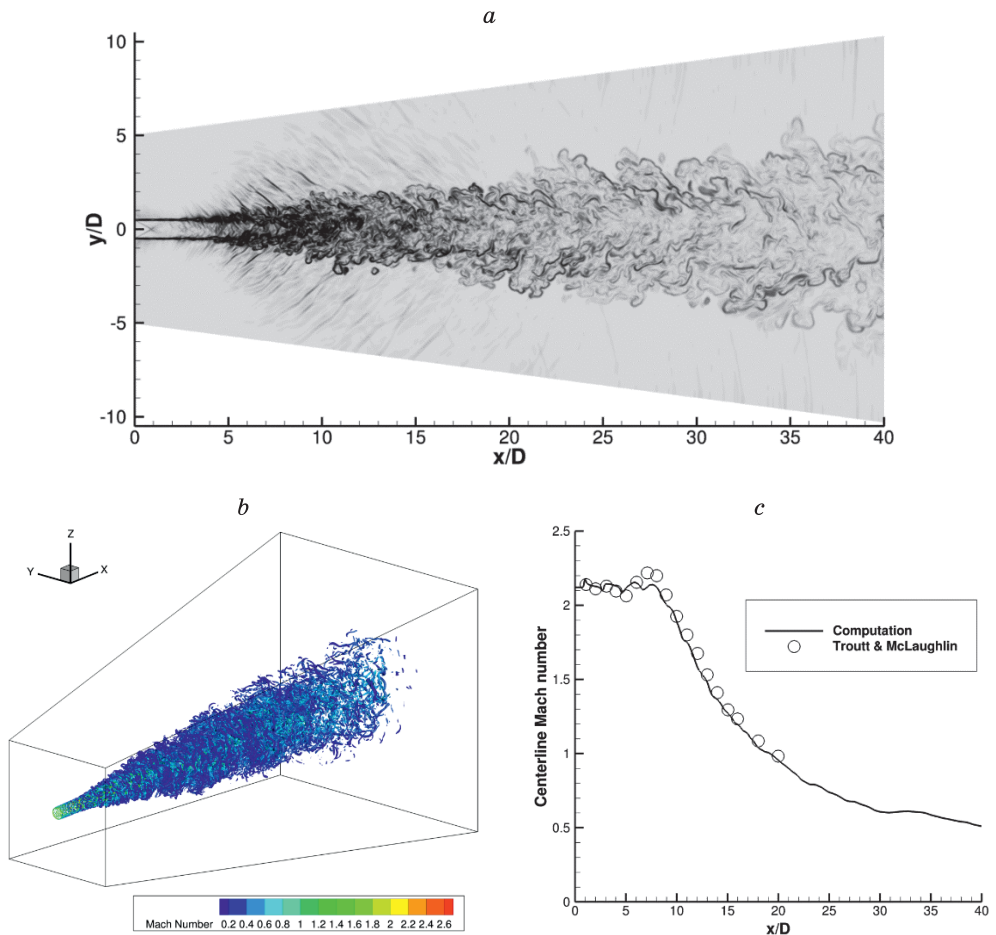 a
10
5
0
-5
-10
y/D
0 5 10 15 20 25 30 35 40
x/D
b
Z
Y
X
Mach Number
0.2 0.4 0.6 0.8 1 1.2 1.4 1.6 1.8 2 2.2 2.4 2.6
c
2.5
2
1.5
1
0.5
0
Centerline Mach number
Computation
Troutt & McLaughlin
0 5 10 15 20 25 30 35 40
x/D